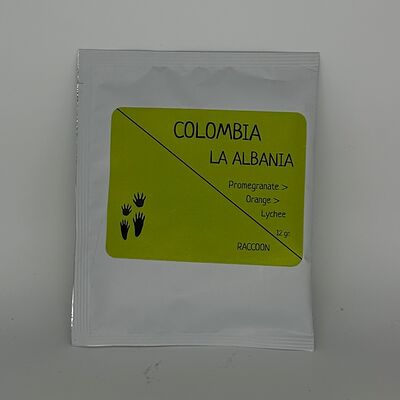 COLOMBIA
LA ALBANIA
Promegranate >
Orange >
Lychee
12 gr.
RACCOON